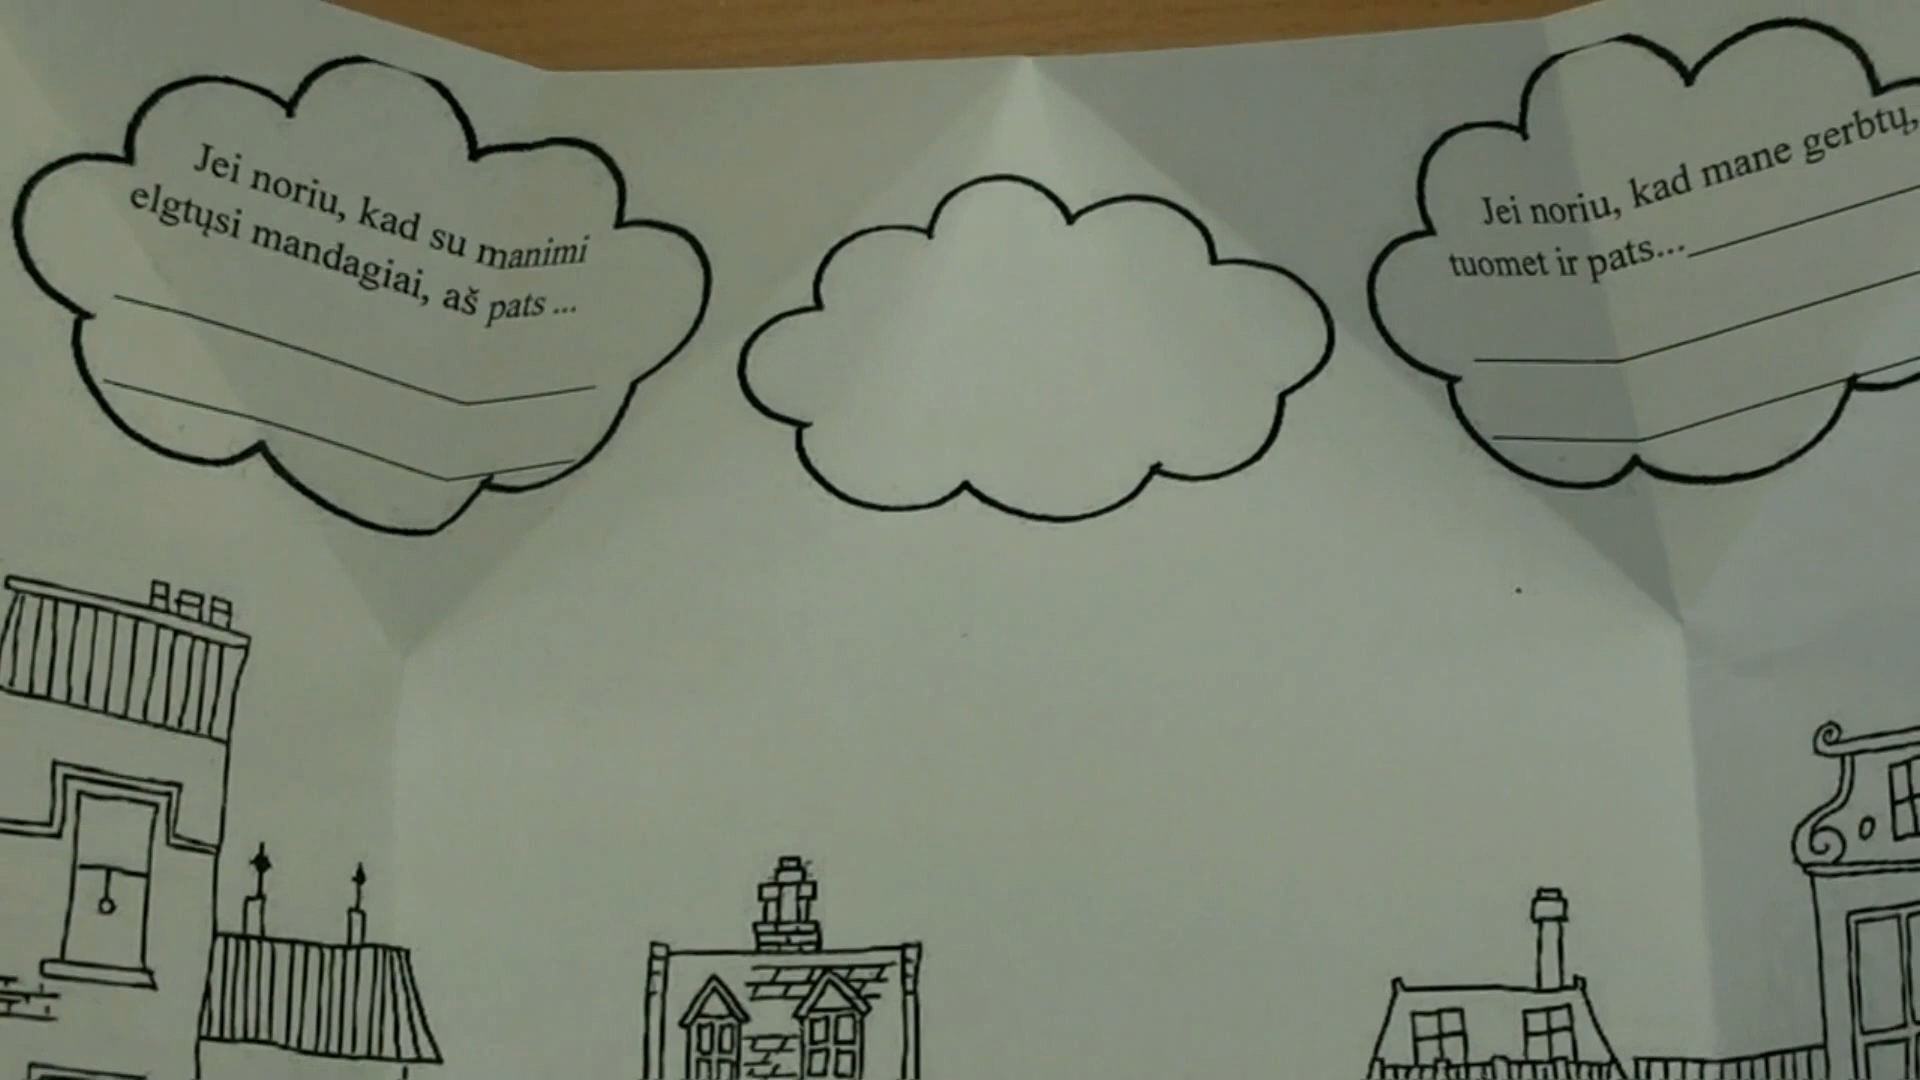 Jei noriu, kad su manimi
elgtųsi mandagiai, aš pats ...
Jei noriu, kad mane gerbtų,
tuomet ir pats...